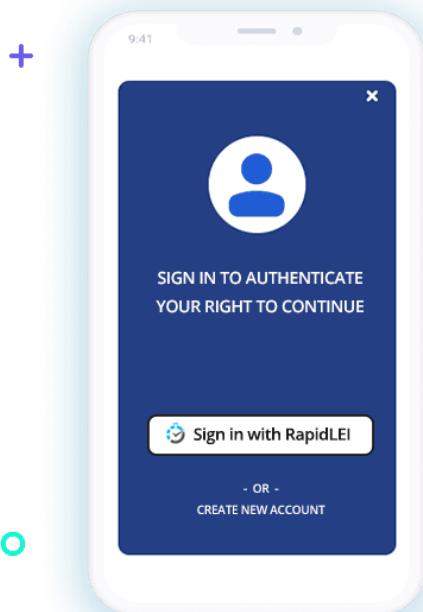 9:41
SIGN IN TO AUTHENTICATE
YOUR RIGHT TO CONTINUE
Sign in with RapidLEI
- OR -
CREATE NEW ACCOUNT